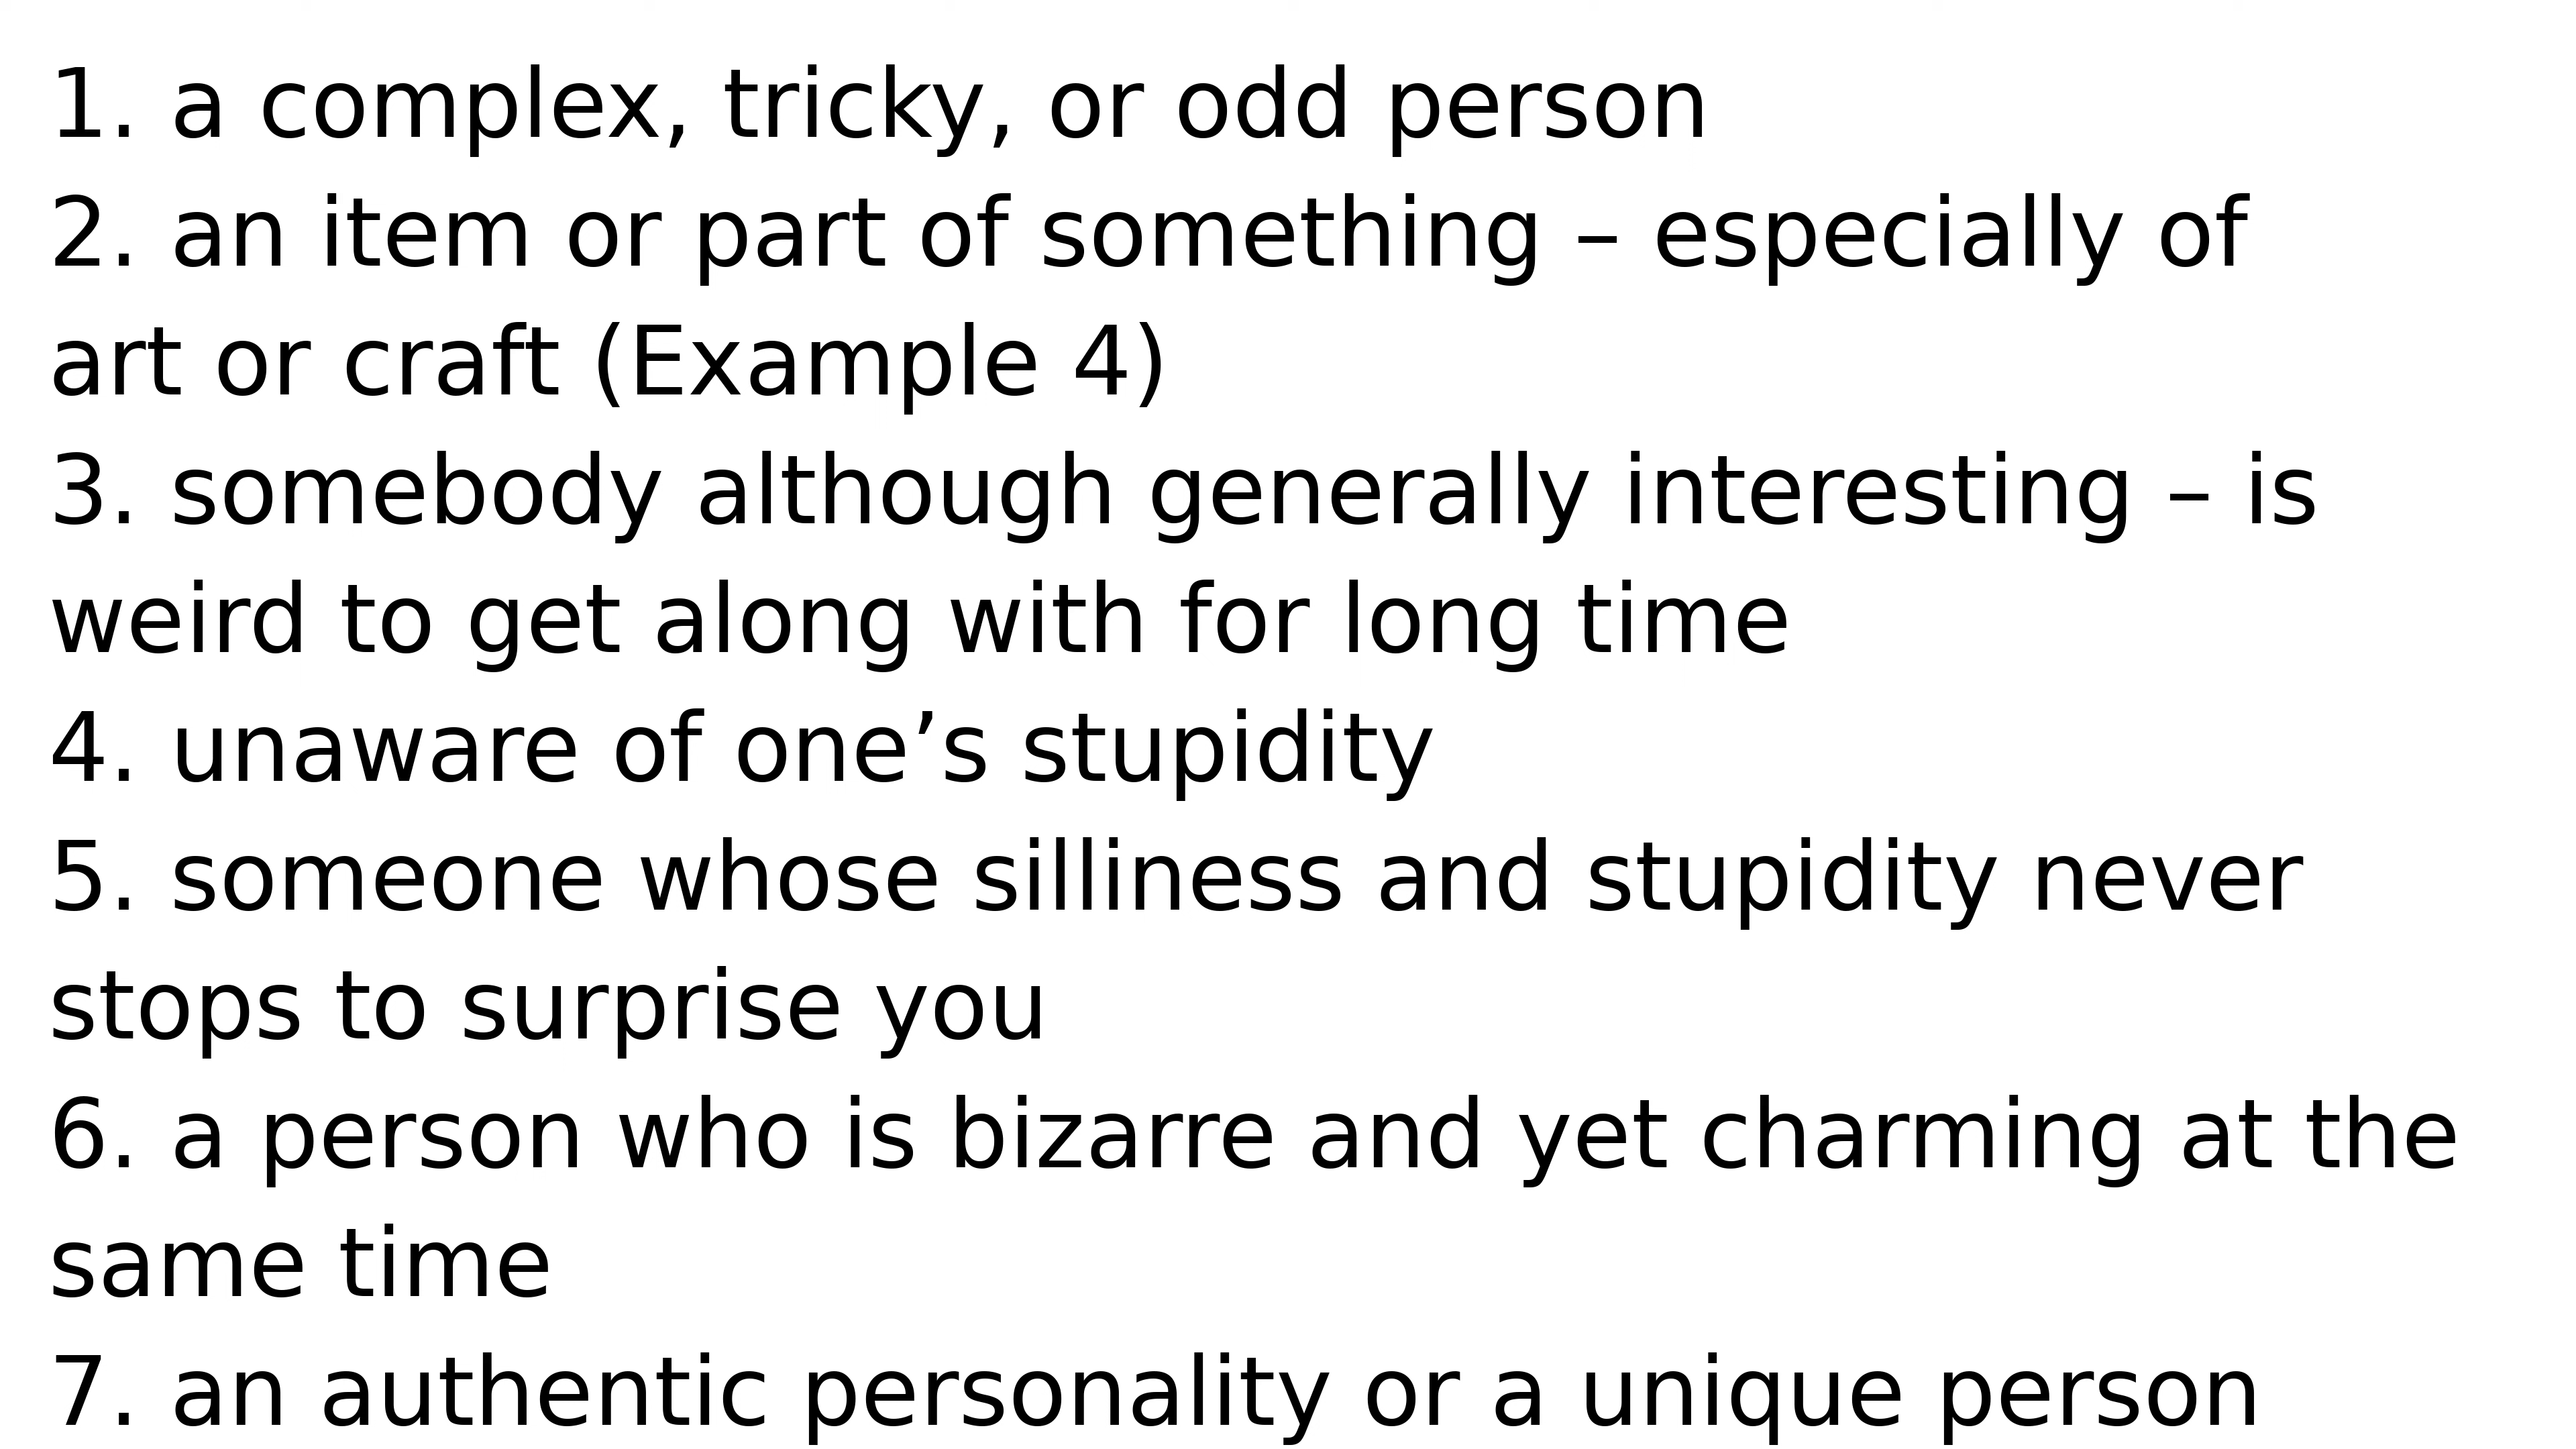 1. a complex, tricky, or odd person
2. an item or part of something – especially of
art or craft (Example 4)
3. somebody although generally interesting – is
weird to get along with for long time
4. unaware of one’s stupidity
5. someone whose silliness and stupidity never
stops to surprise you
6. a person who is bizarre and yet charming at the
same time
7. an authentic personality or a unique person